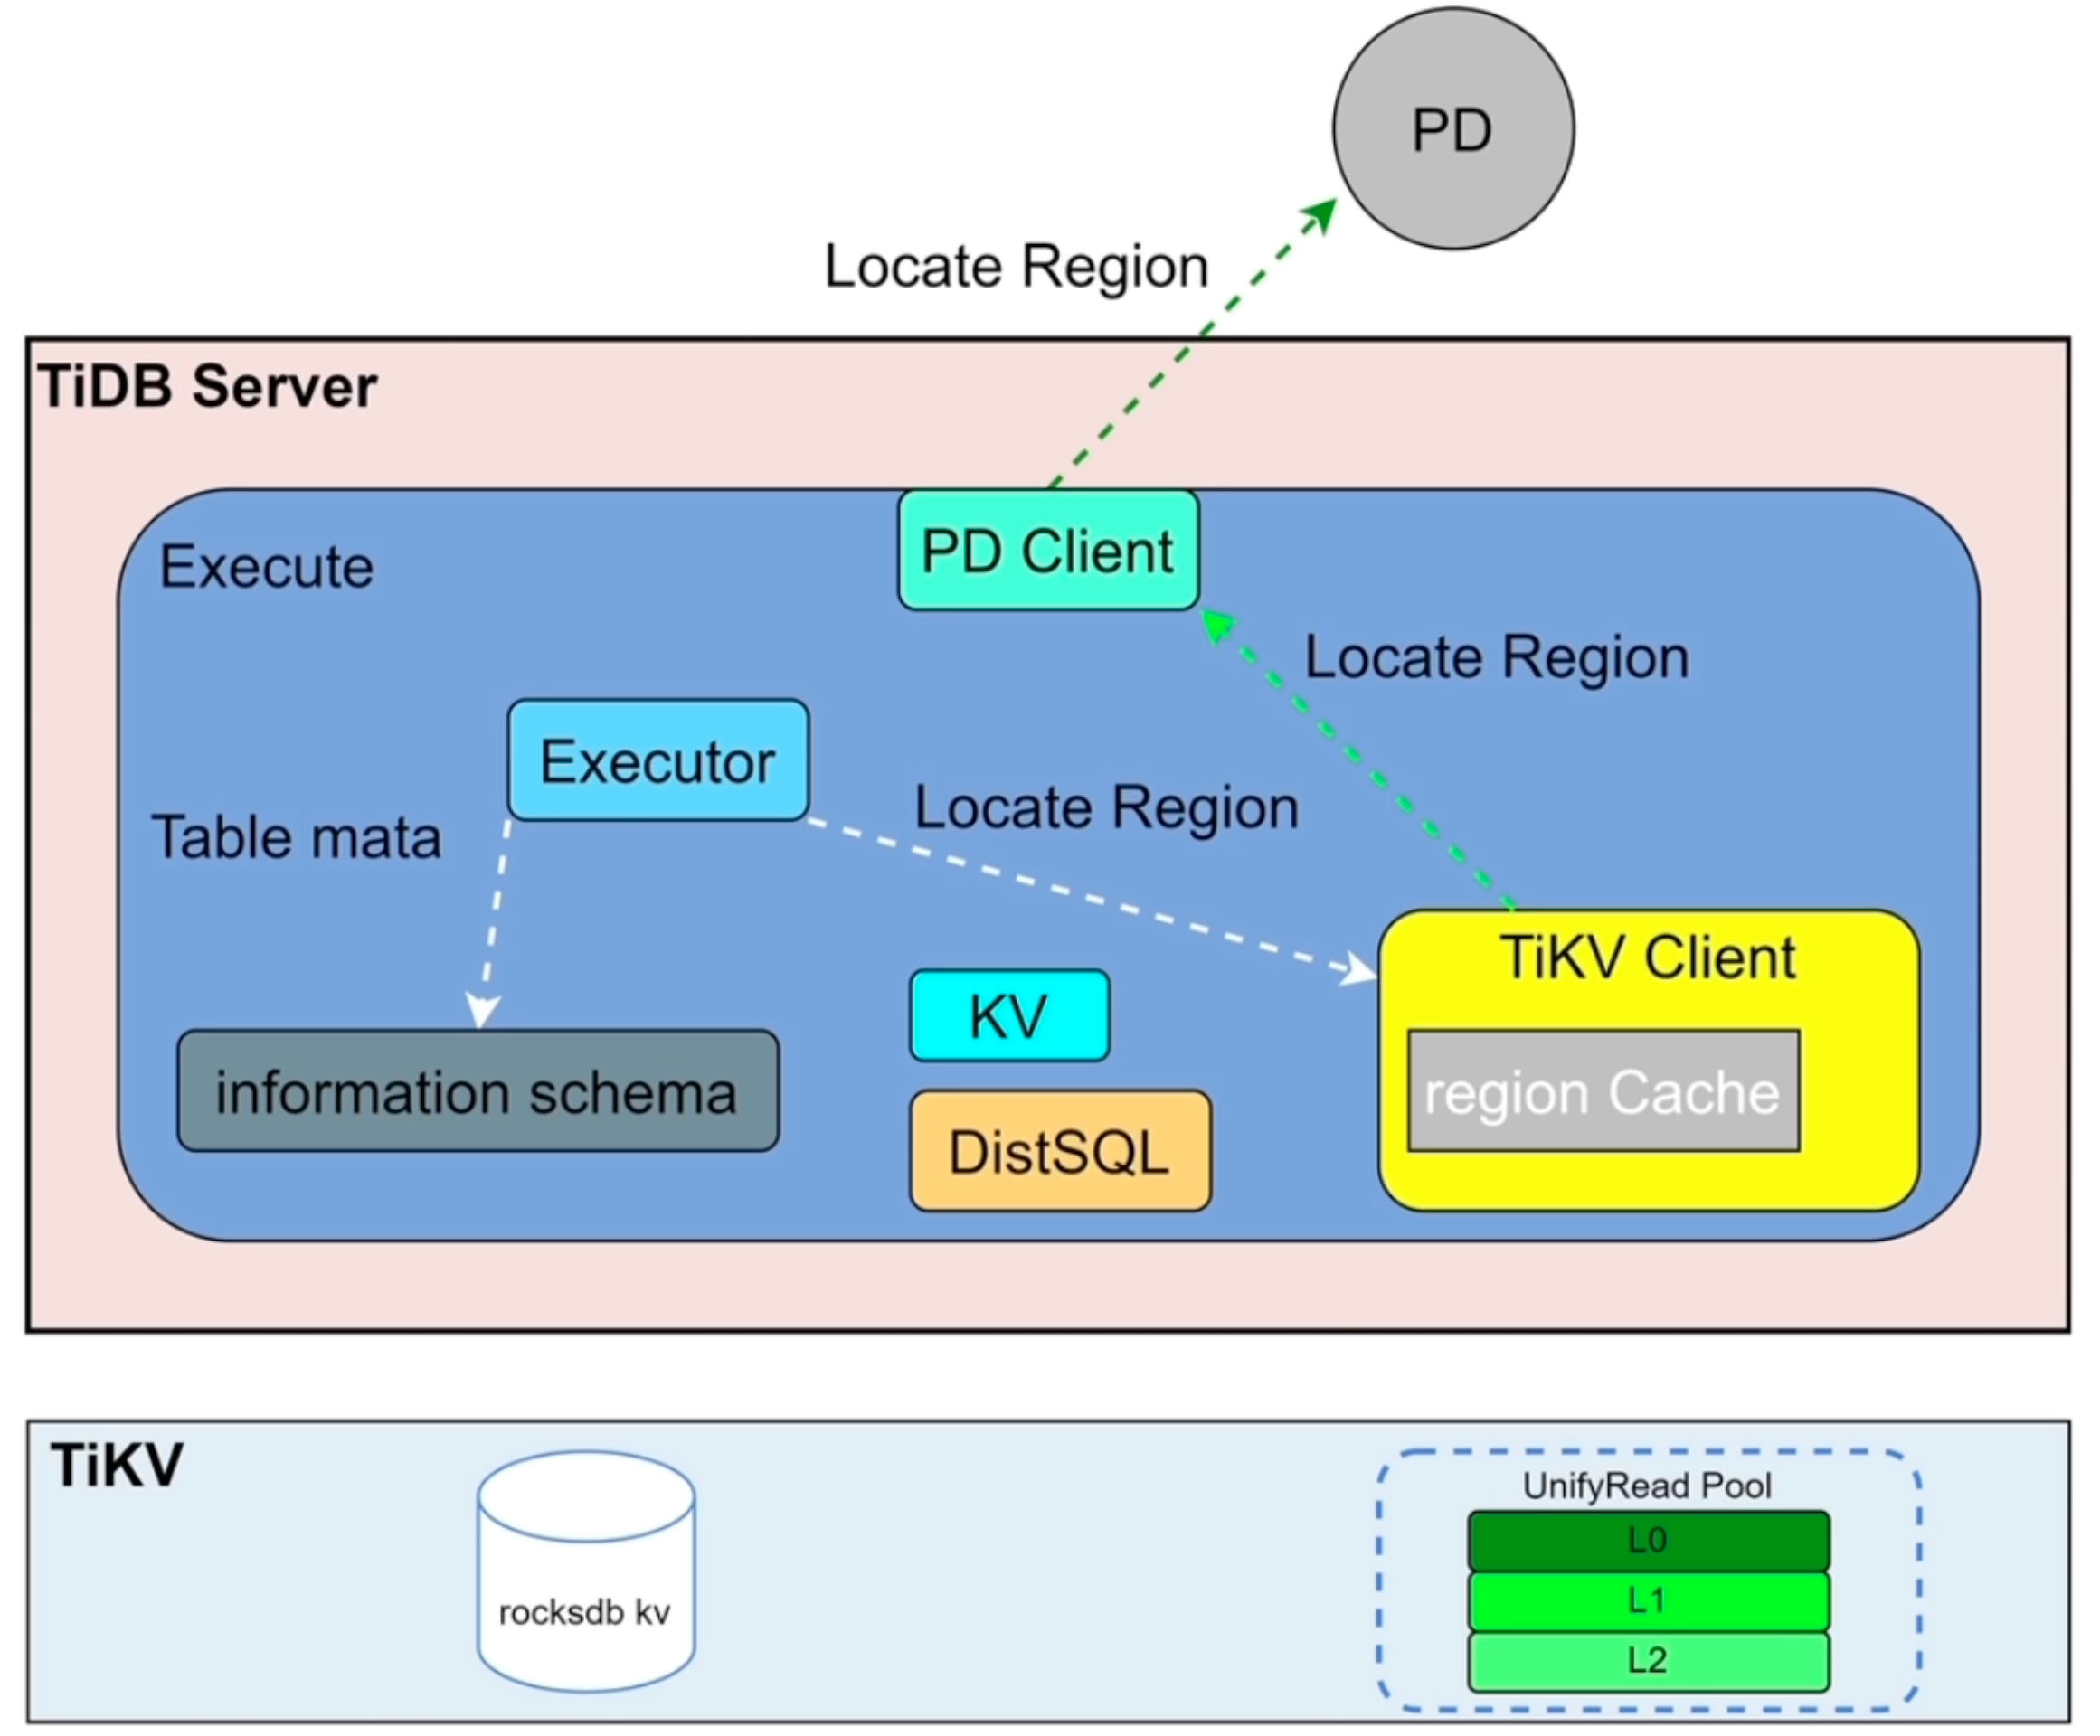 PD
Locate Region
TiDB Server
PD Client
Execute
Locate Region
Executor
Locate Region
Table mata
TiKV Client
KV
region Cache
information schema
DistSQL
TiKV
UnifyRead Pool
L0
L1
rocksdb kv
L2